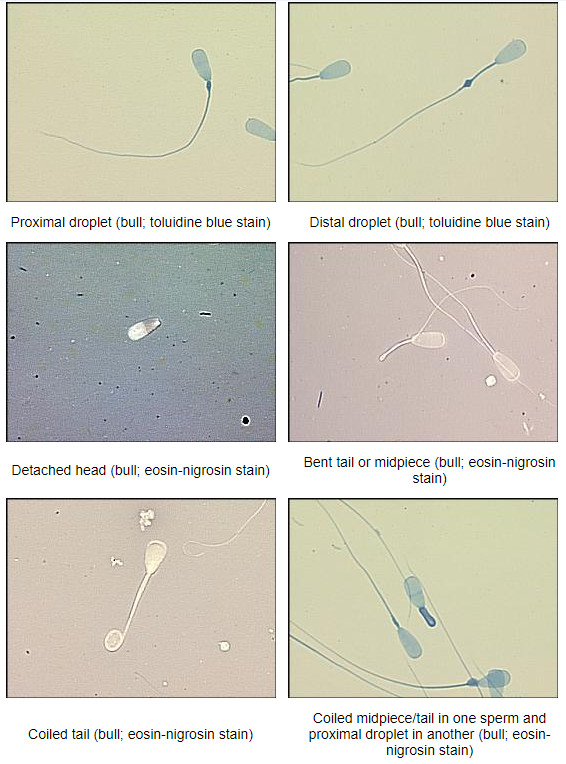 Proximal droplet (bull; toluidine blue stain)
Distal droplet (bull; toluidine blue stain)
Detached head (bull; eosin-nigrosin stain)
Bent tail or midpiece (bull; eosin-nigrosin
stain)
Coiled tail (bull; eosin-nigrosin stain)
Coiled midpiece/tail in one sperm and
proximal droplet in another (bull; eosin-
nigrosin stain)